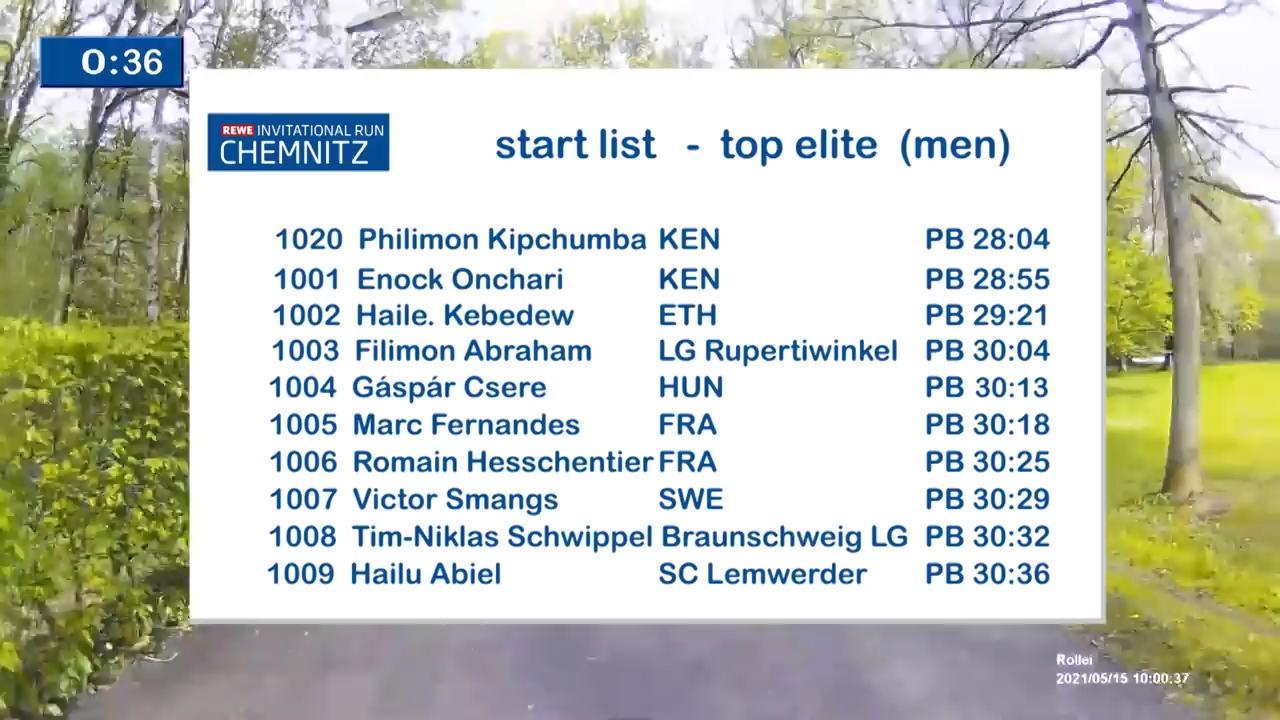 0:36
REWE INVITATIONAL RUN
CHEMNITZ
start list - top elite (men)
1020 Philimon Kipchumba KEN PB 28:04
1001 Enock Onchari KEN PB 28:55
1002 Haile. Kebedew ETH PB 29:21
1003 Filimon Abraham LG Rupertiwinkel PB 30:04
1004 Gáspár Csere HUN PB 30:13
1005 Marc Fernandes FRA PB 30:18
1006 Romain Hesschentier FRA PB 30:25
1007 Victor Smangs SWE PB 30:29
1008 Tim-Niklas Schwippel Braunschweig LG PB 30:32
1009 Hailu Abiel SC Lemwerder PB 30:36
Rollei
2021/05/15 10:00:37